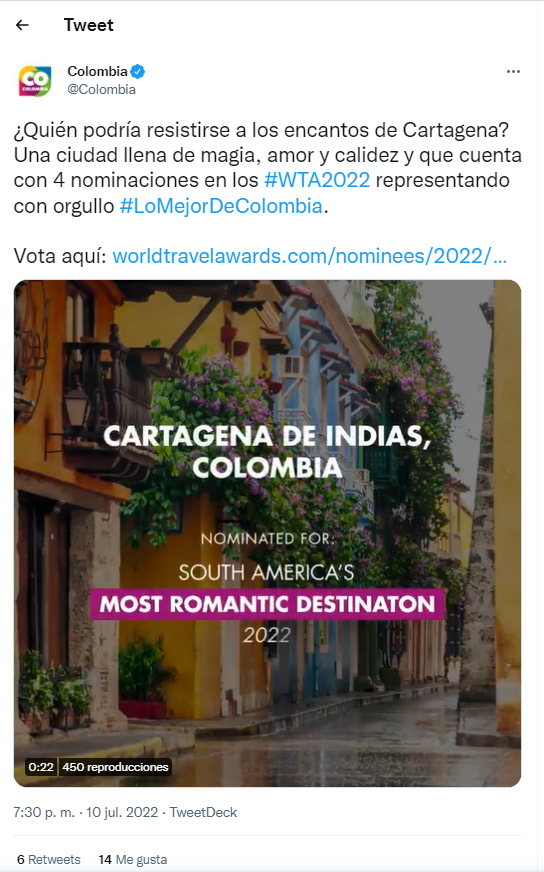 Tweet
CO
COLOMBIA
Colombia
@Colombia
¿Quién podría resistirse a los encantos de Cartagena?
Una ciudad llena de magia, amor y calidez y que cuenta
con 4 nominaciones en los #WTA2022 representando
con orgullo #LoMejorDeColombia.
Vota aquí: worldtravelawards.com/nominees/2022/...
CARTAGENA DE INDIAS,
COLOMBIA
NOMINATED FOR:
SOUTH AMERICA'S
MOST ROMANTIC DESTINATON
2022
0:22 450 reproducciones
7:30 p. m. · 10 jul. 2022 · TweetDeck
6 Retweets 14 Me gusta